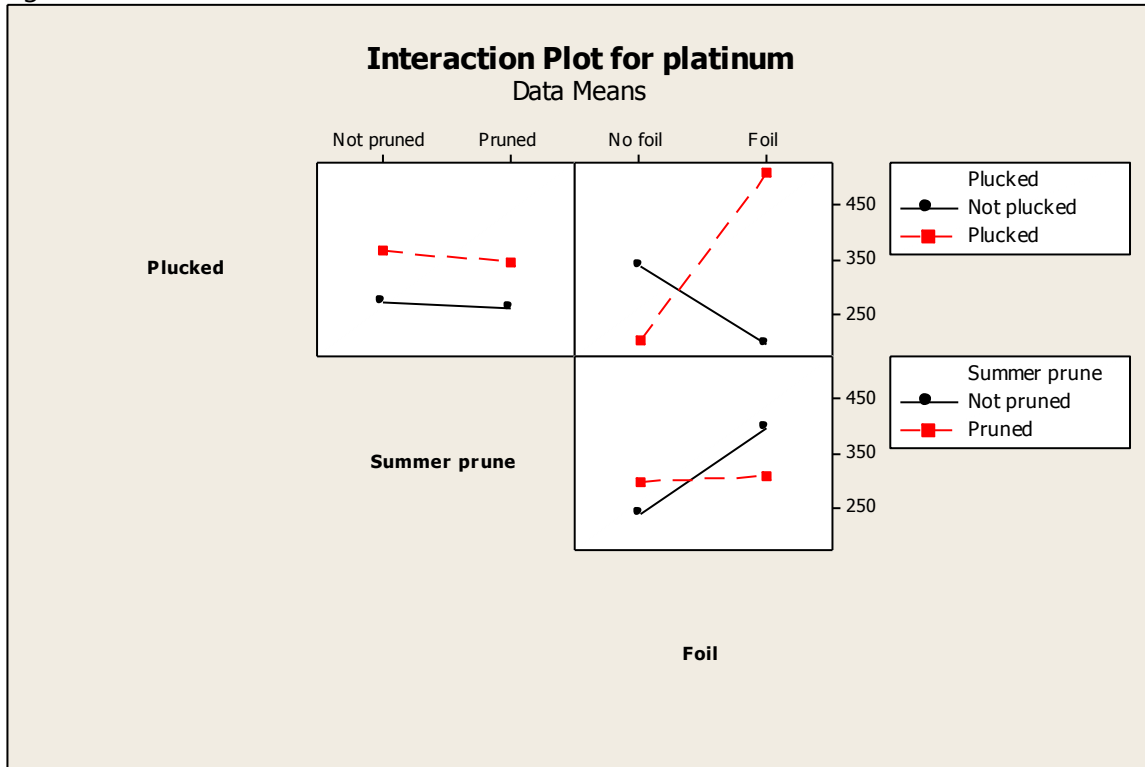 Interaction Plot for platinum
Data Means
Not pruned Pruned No foil Foil
Plucked
450
350
250
Plucked
Not plucked
Plucked
Summer prune
450
350
250
Summer prune
Not pruned
Pruned
Foil